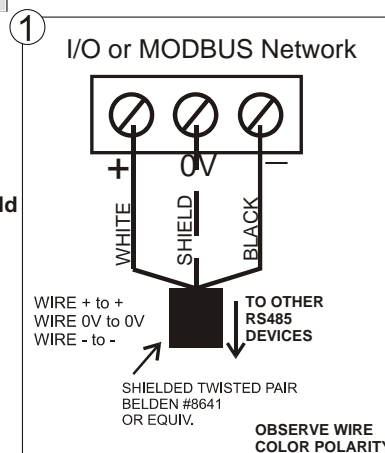 1
I/O or MODBUS Network
+ 0V −
ld
WHITE
SHIELD
BLACK
WIRE + to +
WIRE 0V to 0V
WIRE - to -
TO OTHER
RS485
DEVICES
SHIELDED TWISTED PAIR
BELDEN #8641
OR EQUIV.
OBSERVE WIRE
COLOR POLARITY